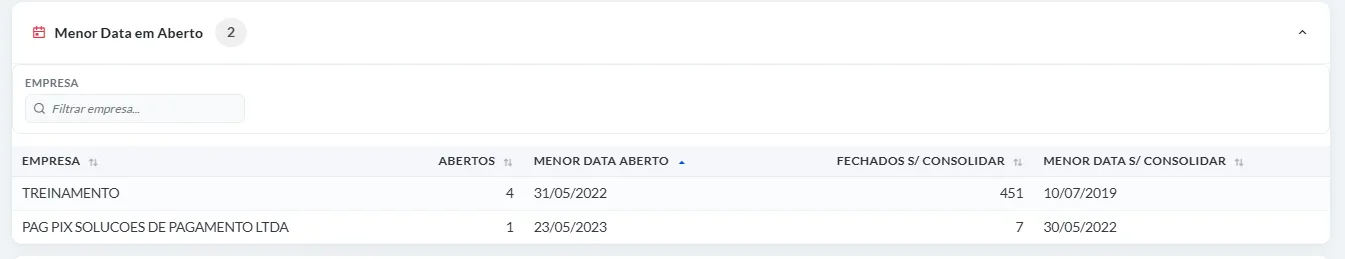 Menor Data em Aberto 2
EMPRESA
Filtrar empresa...
EMPRESA ABERTOS MENOR DATA ABERTO FECHADOS S/ CONSOLIDAR MENOR DATA S/ CONSOLIDAR
TREINAMENTO 4 31/05/2022 451 10/07/2019
PAG PIX SOLUCOES DE PAGAMENTO LTDA 1 23/05/2023 7 30/05/2022